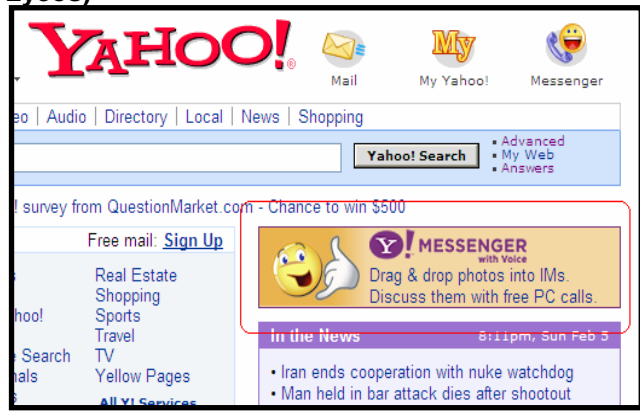 YAHOO!®
Mail My Yahoo! Messenger
eo | Audio | Directory | Local | News | Shopping
Yahoo! Search
• Advanced
• My Web
• Answers
! survey from QuestionMarket.com - Chance to win $500
Free mail: Sign Up
Real Estate
Shopping
hoo! Sports
Travel
Search TV
nals Yellow Pages
All Y! Services
Y! MESSENGER
with Voice
Drag & drop photos into IMs.
Discuss them with free PC calls.
In the News 8:11pm, Sun Feb 5
• Iran ends cooperation with nuke watchdog
• Man held in bar attack dies after shootout